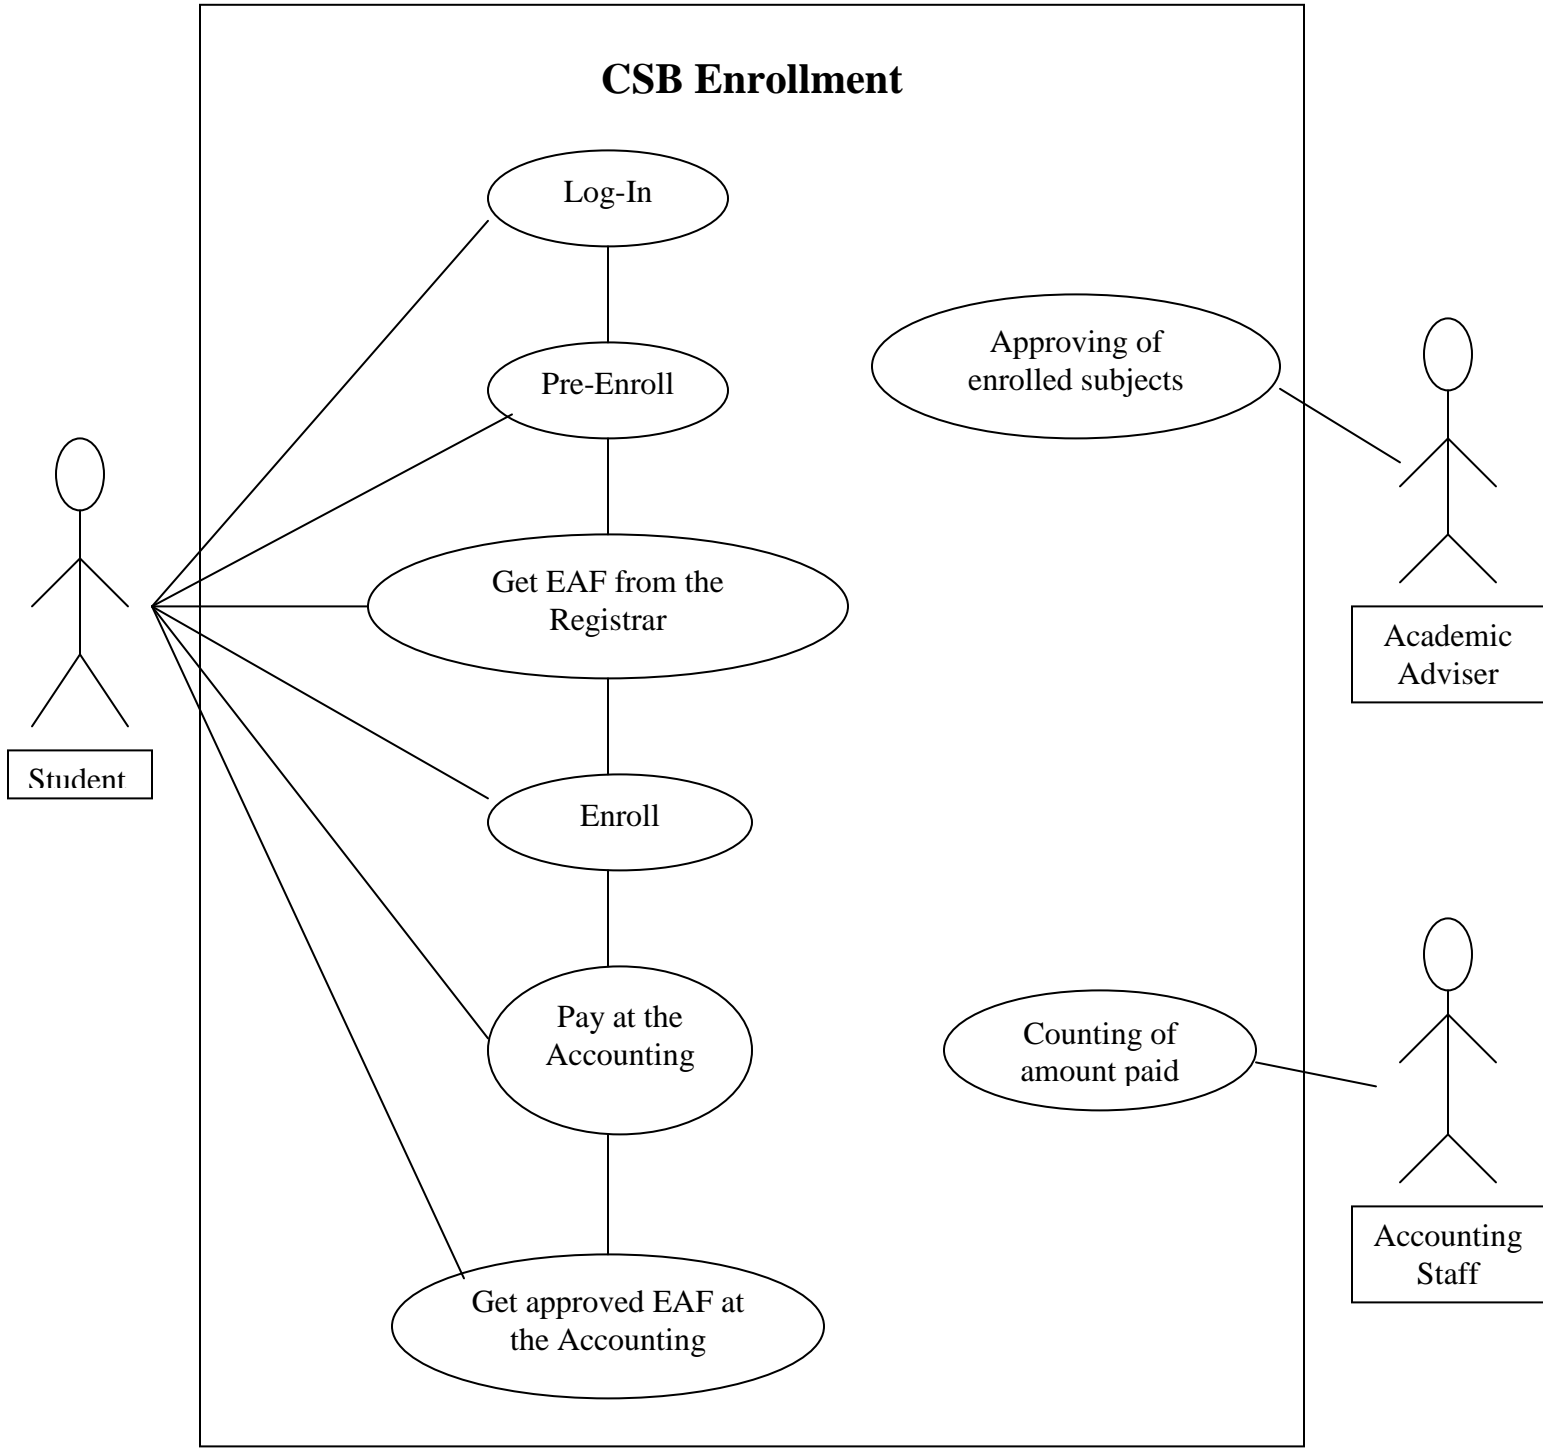 CSB Enrollment
Log-In
Pre-Enroll
Approving of
enrolled subjects
Get EAF from the
Registrar
Academic
Adviser
Student
Enroll
Pay at the
Accounting
Counting of
amount paid
Accounting
Staff
Get approved EAF at
the Accounting